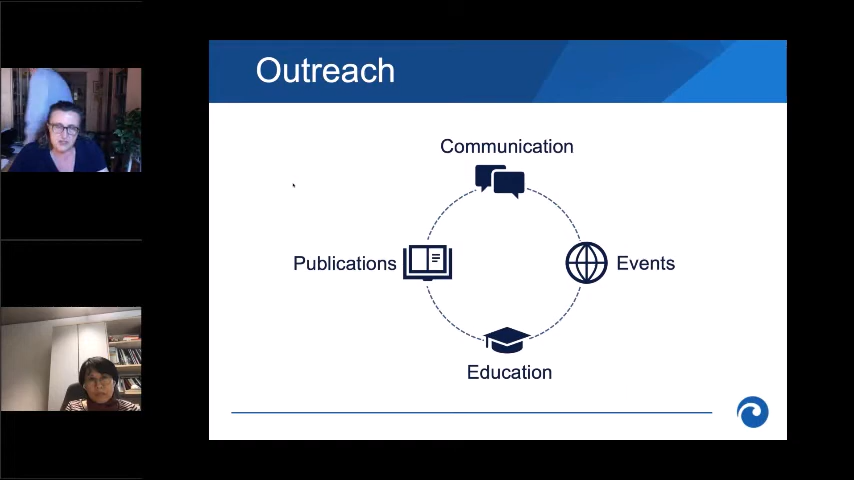 Outreach
Communication
Publications
Events
Education